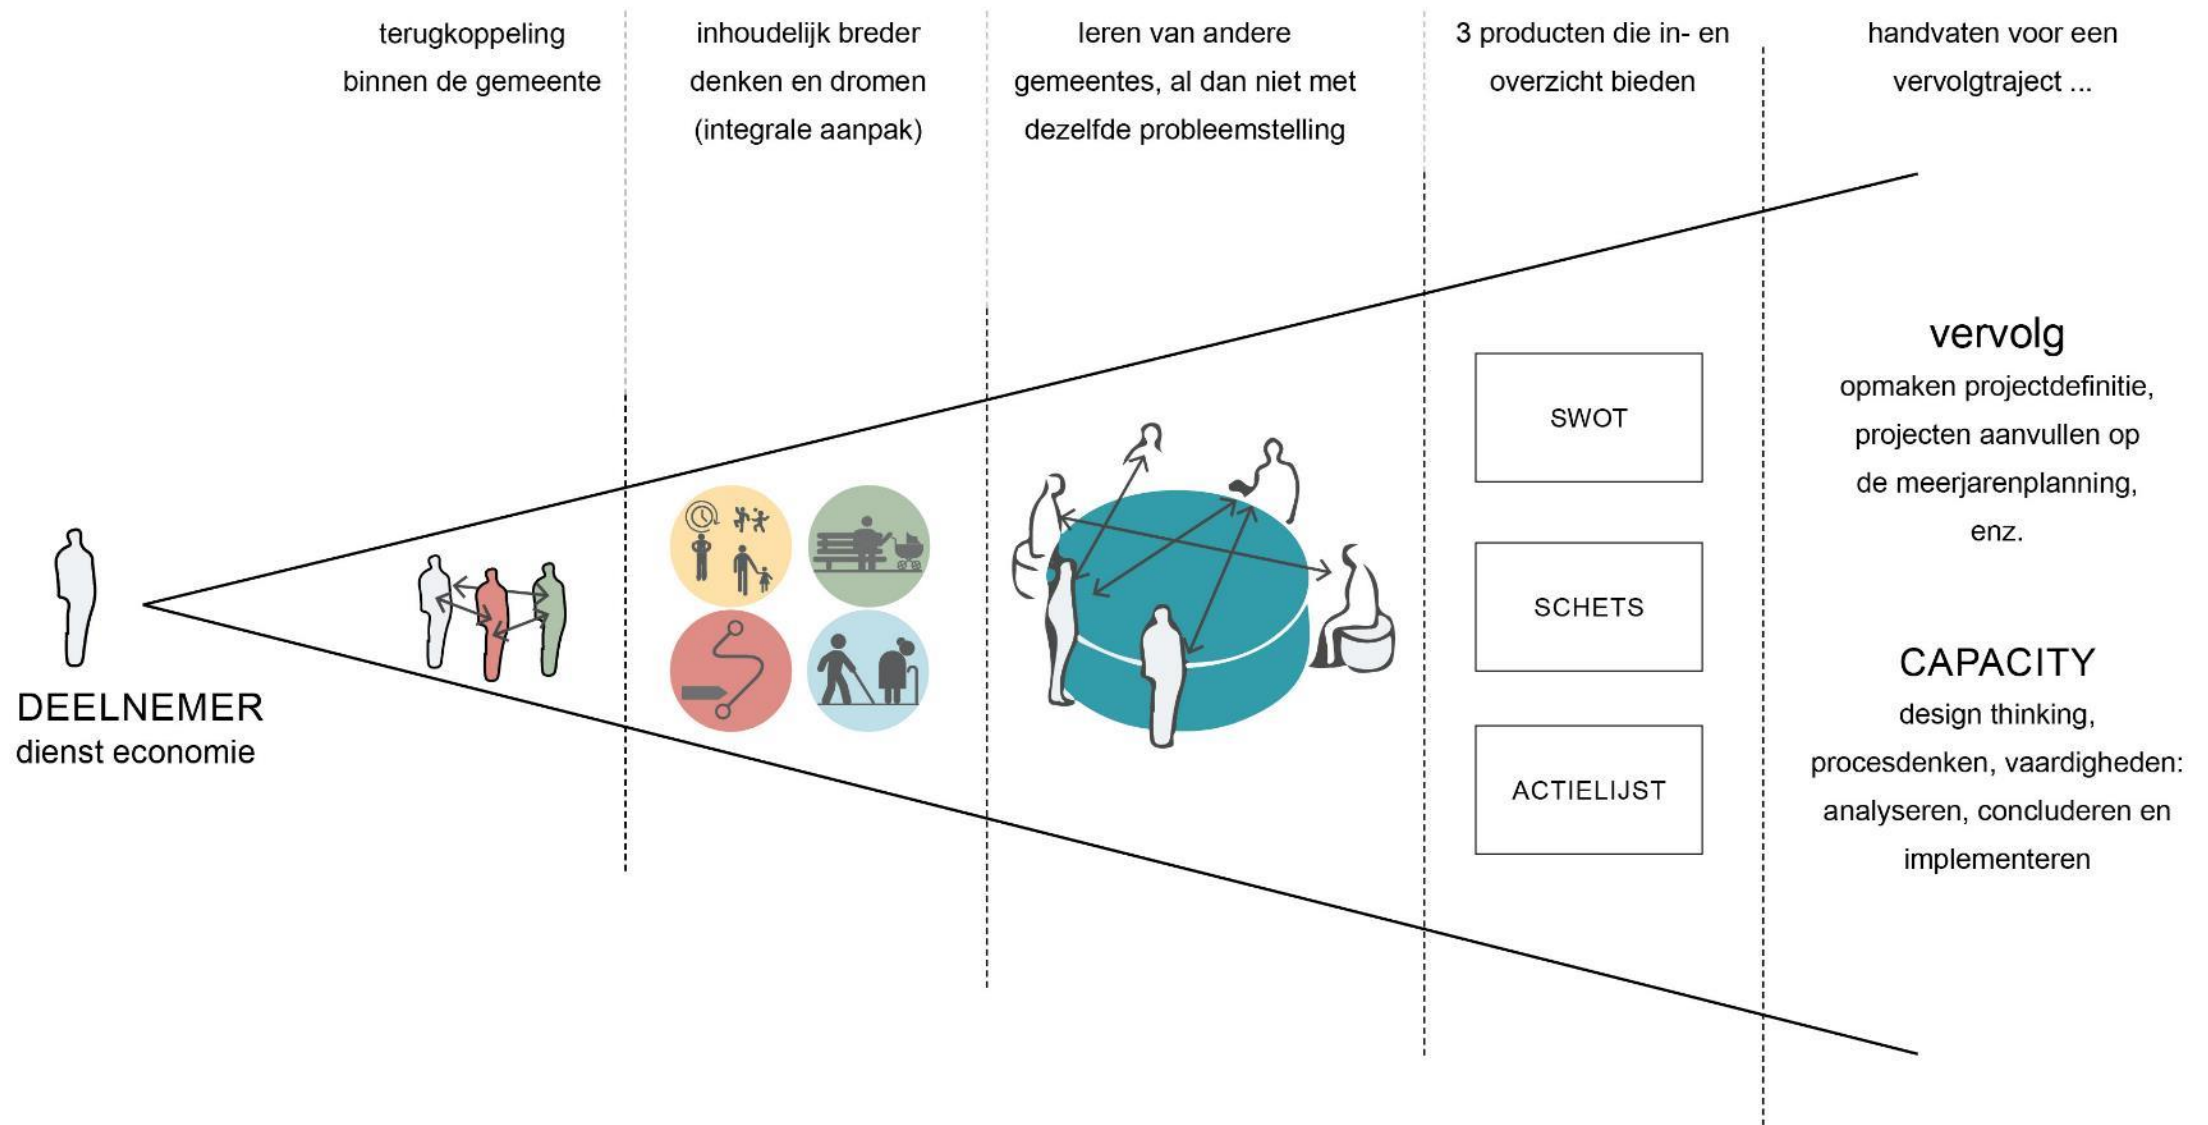 terugkoppeling
binnen de gemeente
inhoudelijk breder
denken en dromen
(integrale aanpak)
leren van andere
gemeentes, al dan niet met
dezelfde probleemstelling
3 producten die in- en
overzicht bieden
handvaten voor een
vervolgtraject ...
DEELNEMER
dienst economie
SWOT
SCHETS
ACTIELIJST
vervolg
opmaken projectdefinitie,
projecten aanvullen op
de meerjarenplanning,
enz.
CAPACITY
design thinking,
procesdenken, vaardigheden:
analyseren, concluderen en
implementeren